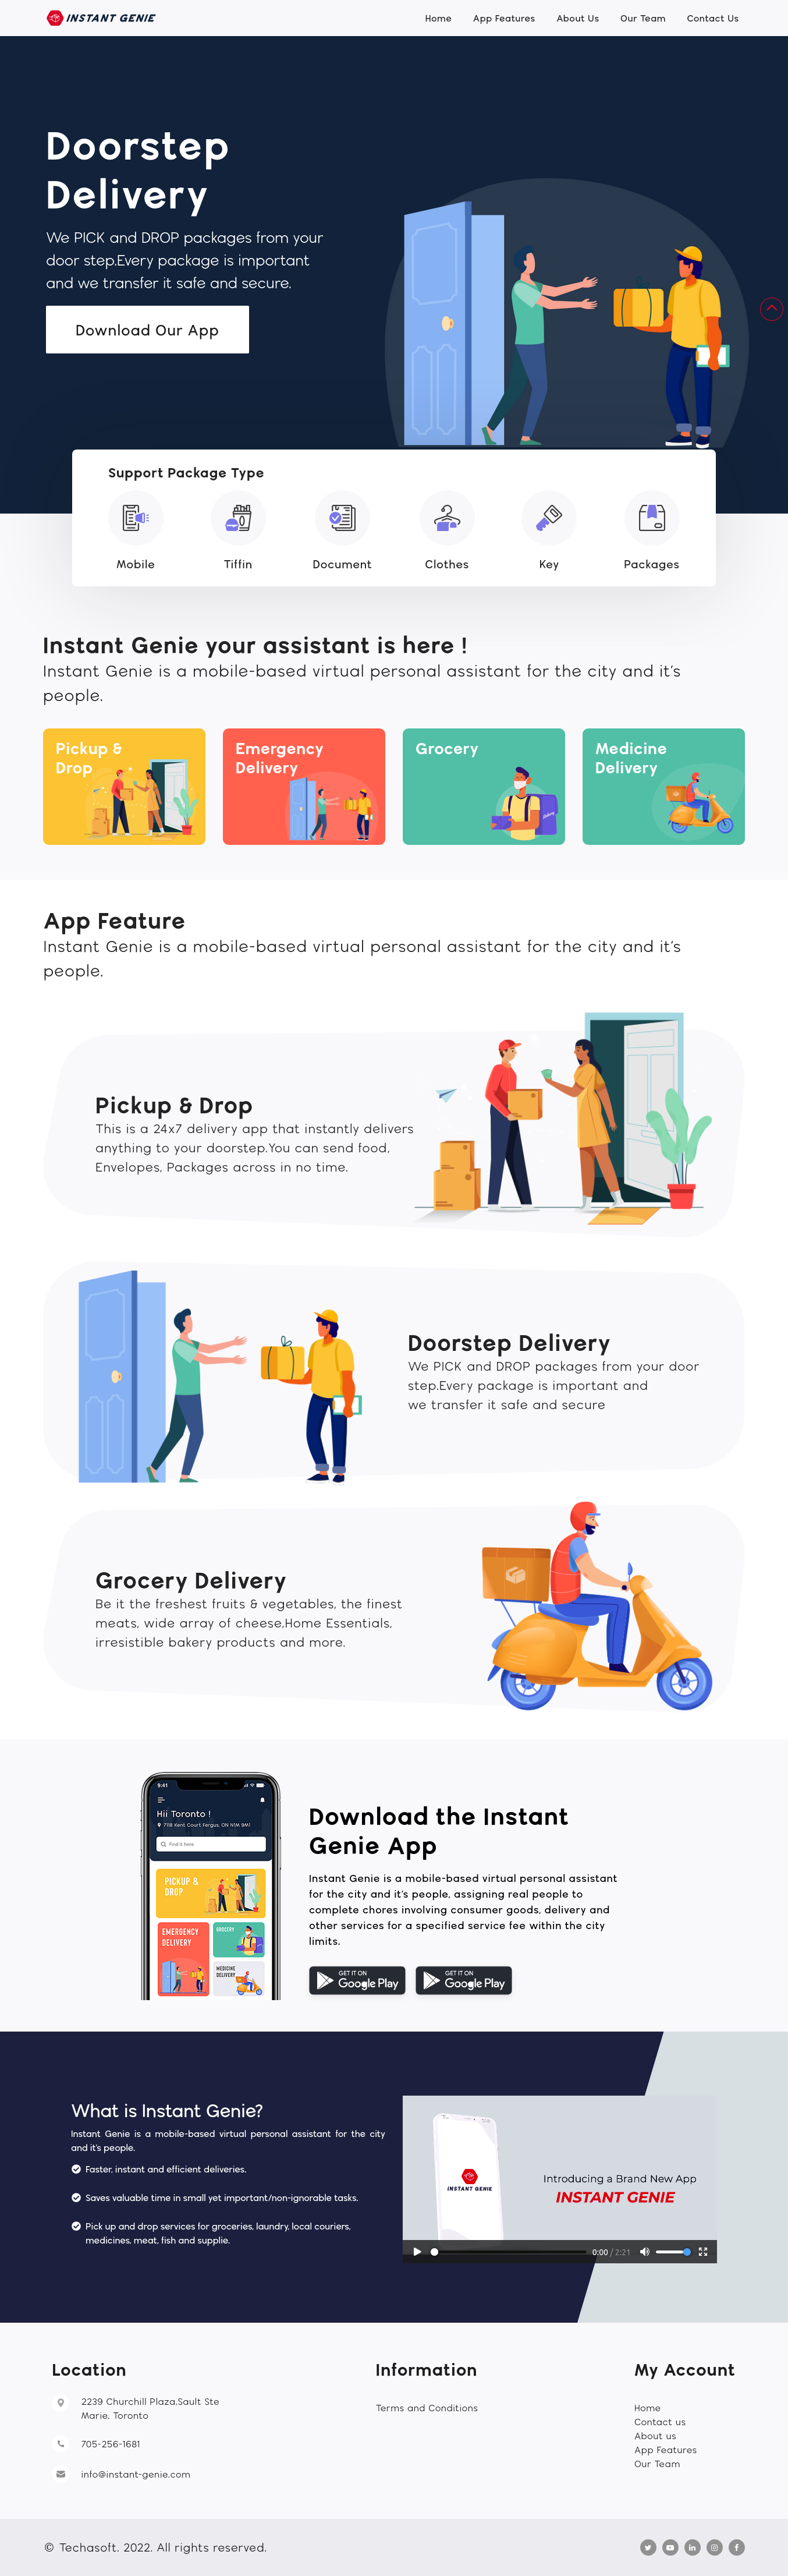 INSTANT GENIE
Home App Features About Us Our Team Contact Us
Doorstep
Delivery
We PICK and DROP packages from your
door step.Every package is important
and we transfer it safe and secure.
Download Our App
Support Package Type
Mobile Tiffin Document Clothes Key Packages
Instant Genie your assistant is here !
Instant Genie is a mobile-based virtual personal assistant for the city and it's
people.
Pickup &
Drop
Emergency
Delivery
Grocery
Medicine
Delivery
App Feature
Instant Genie is a mobile-based virtual personal assistant for the city and it's
people.
Pickup & Drop
This is a 24x7 delivery app that instantly delivers
anything to your doorstep.You can send food,
Envelopes, Packages across in no time.
Doorstep Delivery
We PICK and DROP packages from your door
step.Every package is important and
we transfer it safe and secure
Grocery Delivery
Be it the freshest fruits & vegetables, the finest
meats, wide array of cheese,Home Essentials,
irresistible bakery products and more.
9:41
Hii Toronto !
7118 Kent Court Fergus, ON N1M 9M1
Find it here
PICKUP &
DROP
EMERGENCY
DELIVERY
GROCERY
MEDICINE
DELIVERY
Download the Instant
Genie App
Instant Genie is a mobile-based virtual personal assistant
for the city and it's people, assigning real people to
complete chores involving consumer goods, delivery and
other services for a specified service fee within the city
limits.
GET IT ON
Google Play
GET IT ON
Google Play
What is Instant Genie?
Instant Genie is a mobile-based virtual personal assistant for the city
and it's people.
Faster, instant and efficient deliveries.
Saves valuable time in small yet important/non-ignorable tasks.
Pick up and drop services for groceries, laundry, local couriers,
medicines, meat, fish and supplie.
INSTANT GENIE
Introducing a Brand New App
INSTANT GENIE
0:00 / 2:21
Location
2239 Churchill Plaza,Sault Ste
Marie, Toronto
705-256-1681
info@instant-genie.com
Information
Terms and Conditions
My Account
Home
Contact us
About us
App Features
Our Team
© Techasoft. 2022. All rights reserved.